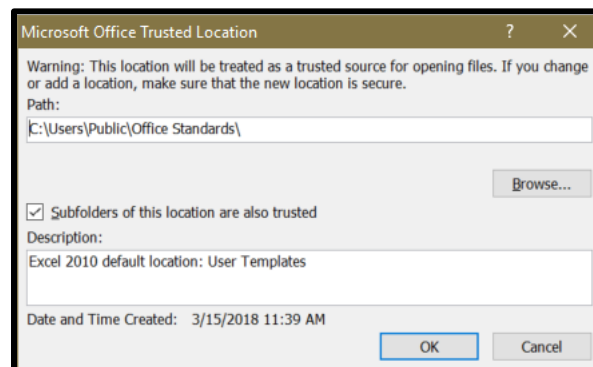 Microsoft Office Trusted Location ? ×
Warning: This location will be treated as a trusted source for opening files. If you change
or add a location, make sure that the new location is secure.
Path:
C:\Users\Public\Office Standards\
Browse...
Subfolders of this location are also trusted
Description:
Excel 2010 default location: User Templates
Date and Time Created: 3/15/2018 11:39 AM
OK Cancel